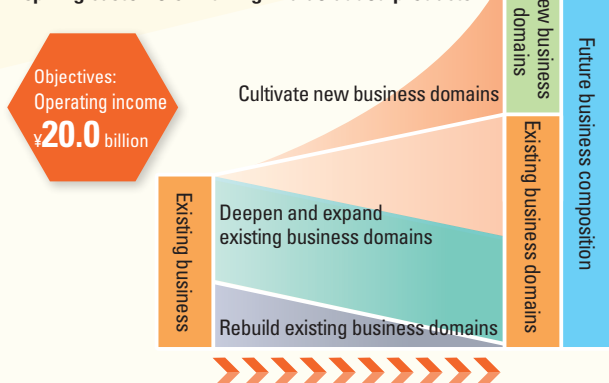 Objectives:
Operating income
¥20.0 billion
Cultivate new business domains
Deepen and expand
existing business domains
Rebuild existing business domains
Existing business
business
domains
Existing business domains
Future business composition